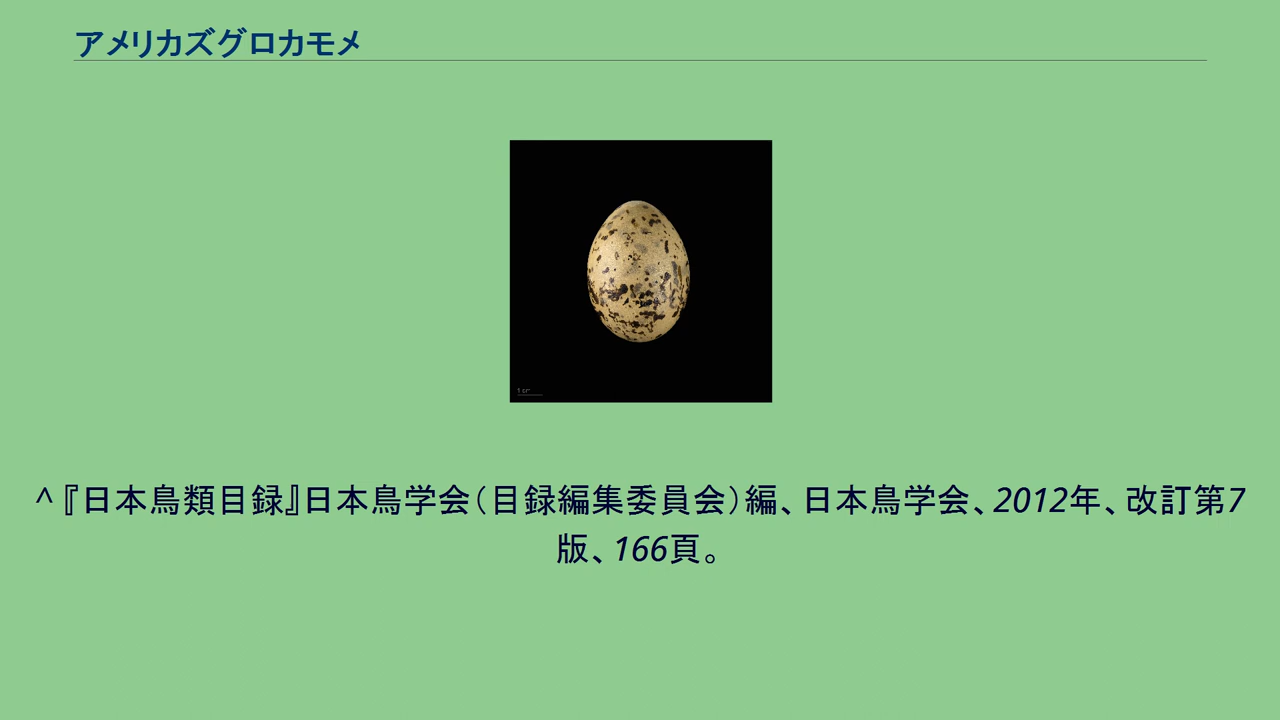 アメリカズグロカモメ
^『日本鳥類目録』日本鳥学会（目録編集委員会）編、日本鳥学会、2012年、改訂第7
版、166頁。